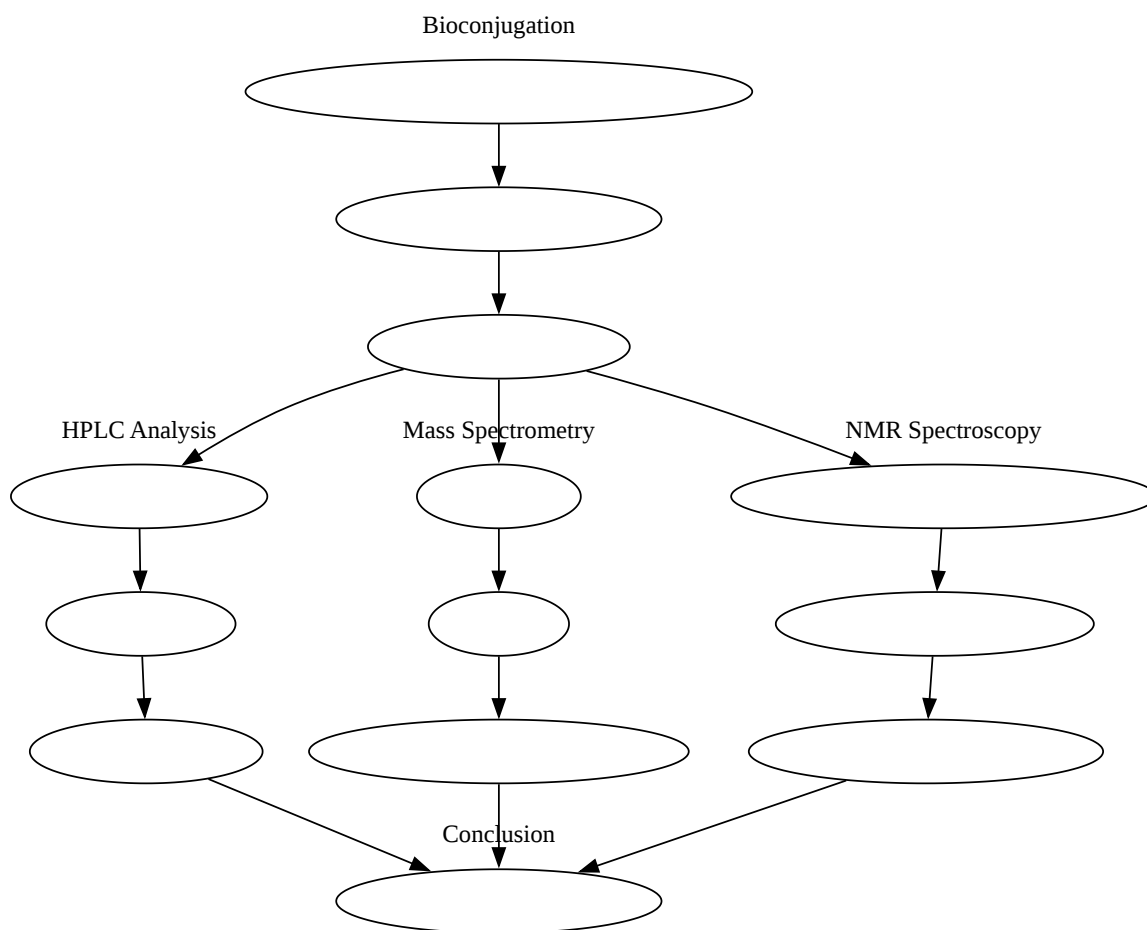 Bioconjugation
HPLC Analysis
Mass Spectrometry
NMR Spectroscopy
Conclusion